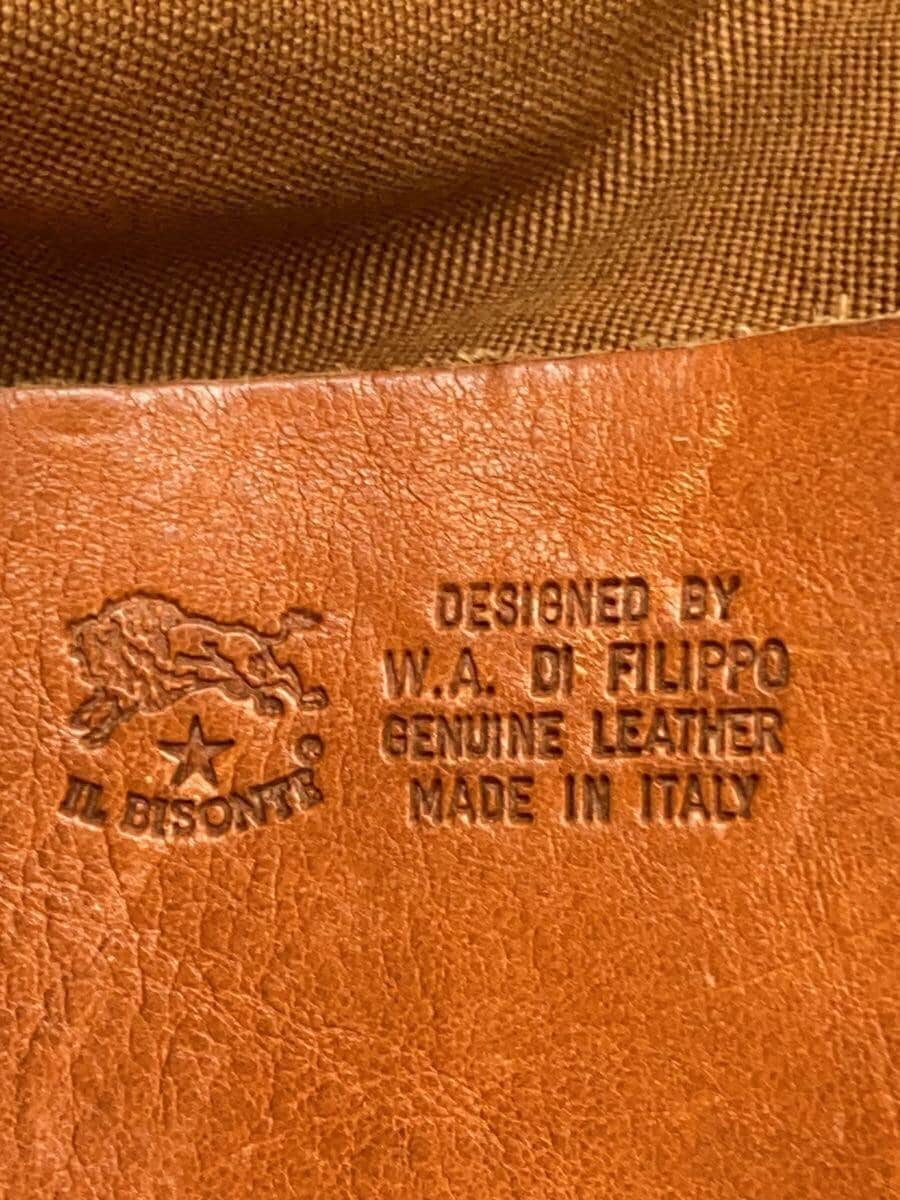 IL BISONTE
DESIGNED BY
W.A. DI FILIPPO
GENUINE LEATHER
MADE IN ITALY